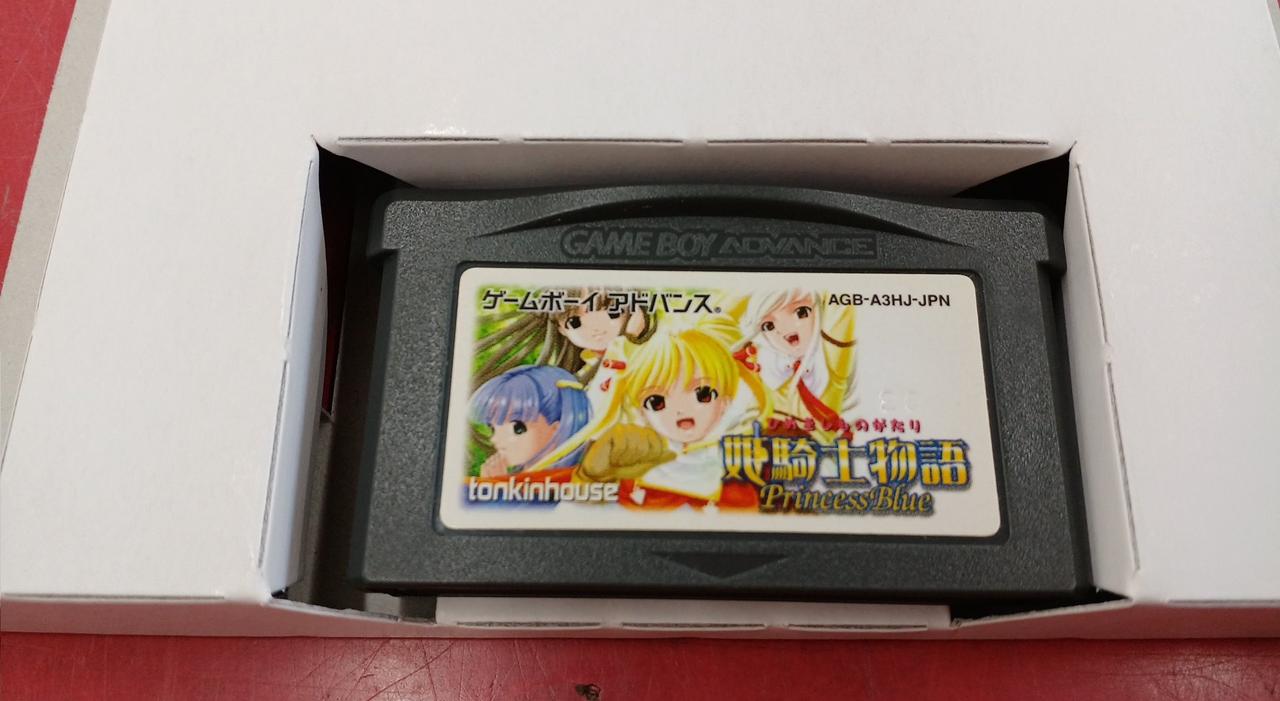 GAME BOY ADVANCE
ゲームボーイアドバンス®
AGB-A3HJ-JPN
ひめきしものがたり
姫騎士物語
Princess Blue
tonkinhouse